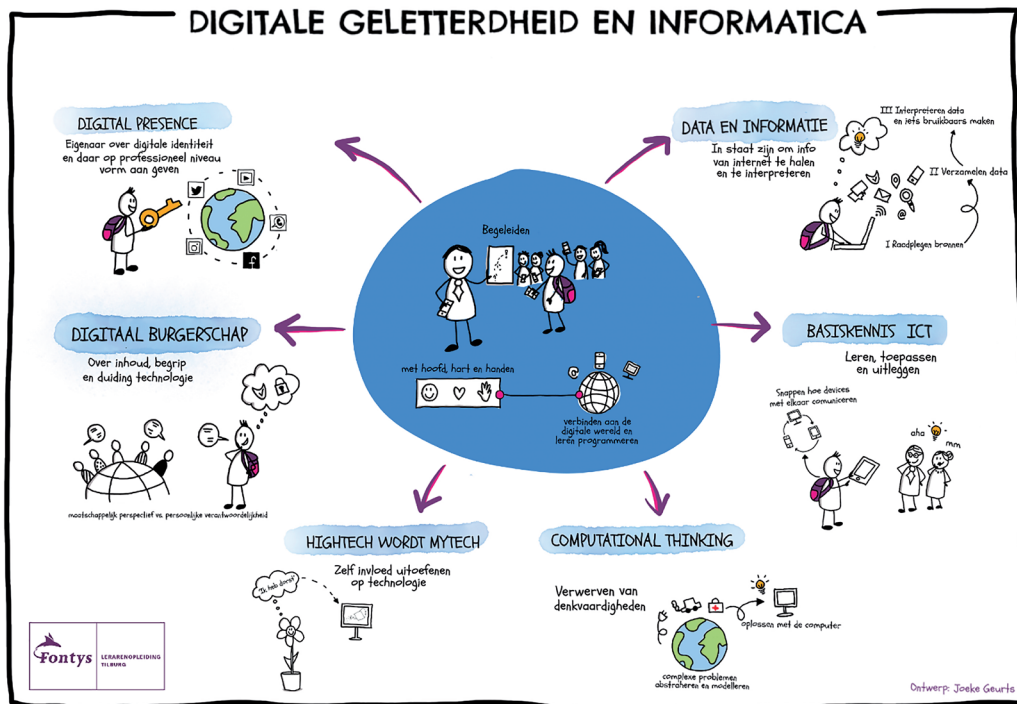 DIGITALE GELETTERDHEID EN INFORMATICA
DIGITAL PRESENCE
Eigenaar over digitale identiteit
en daar op professioneel niveau
vorm aan geven
DATA EN INFORMATIE
In staat zijn om info
van internet te halen
en te interpreteren
III Interpreteren data
en iets bruikbaars maken
II Verzamelen data
I Raadplegen bronnen
Begeleiden
met hoofd, hart en handen
verbinden aan de
digitale wereld en
leren programmeren
DIGITAAL BURGERSCHAP
Over inhoud, begrip
en duiding technologie
maatschappelijk perspectief vs. persoonlijke verantwoordelijkheid
BASISKENNIS ICT
Leren, toepassen
en uitleggen
Snappen hoe devices
met elkaar comuniceren
aha
mm
HIGHTECH WORDT MYTECH
Zelf invloed uitoefenen
op technologie
"Ik heb dorst"
COMPUTATIONAL THINKING
Verwerven van
denkvaardigheden
oplossen met de computer
complexe problemen
abstraheren en modelleren
Fontys
LERARENOPLEIDING
TILBURG
Ontwerp: Joeke Geurts